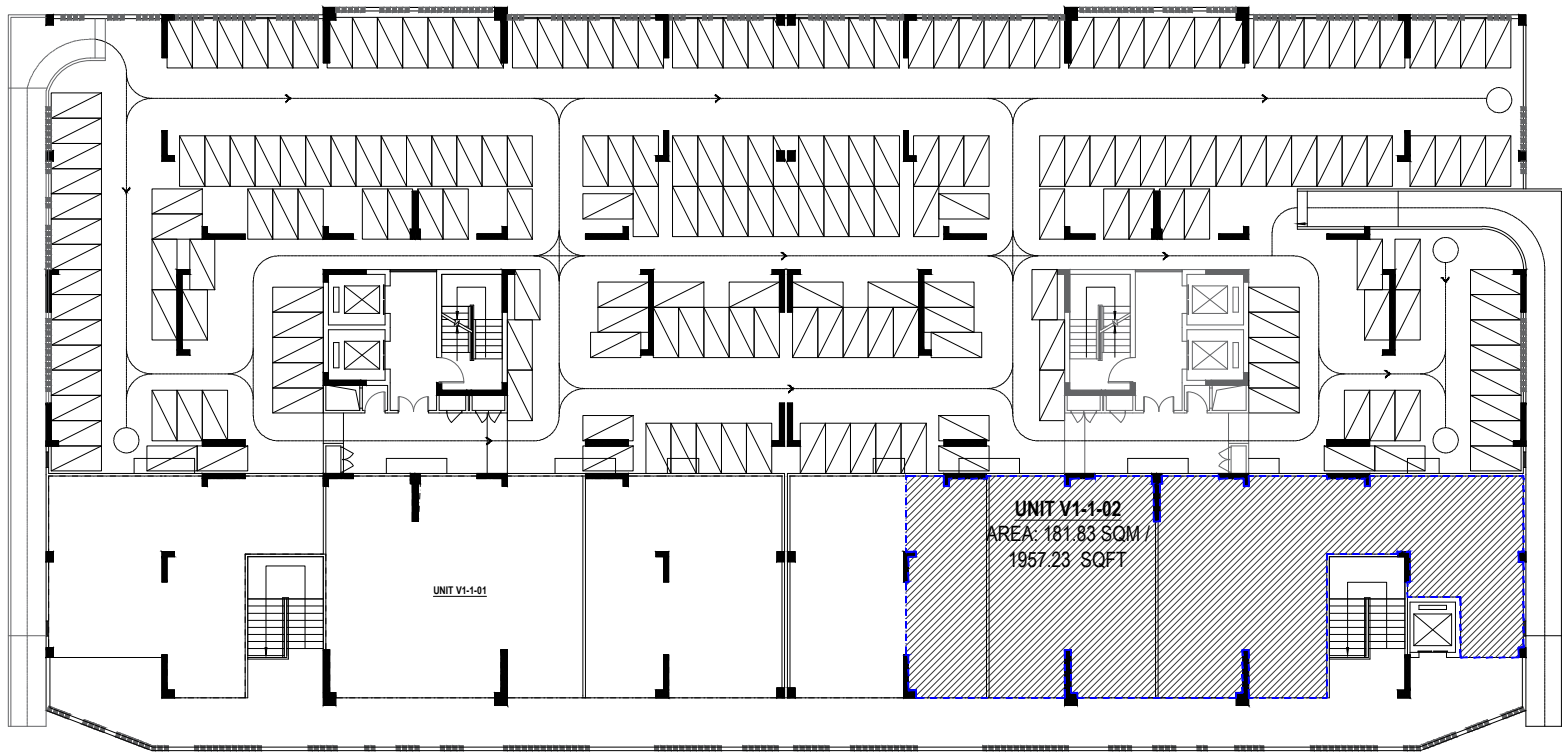 UNIT V1-1-02
AREA: 181.83 SQM /
1957.23 SQFT
UNIT V1-1-01